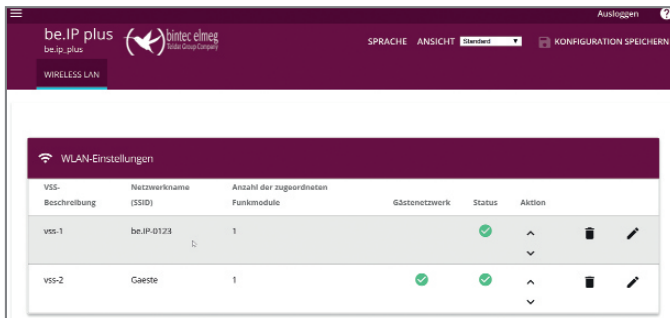 Ausloggen ?
be.IP plus bintec elmeg
be.ip_plus Teldat Group Company
SPRACHE ANSICHT Standard KONFIGURATION SPEICHERN
WIRELESS LAN
WLAN-Einstellungen
VSS- Netzwerkname Anzahl der zugeordneten
Beschreibung (SSID) Funkmodule Gästenetzwerk Status Aktion
vss-1 be.IP-0123 1
vss-2 Gaeste 1